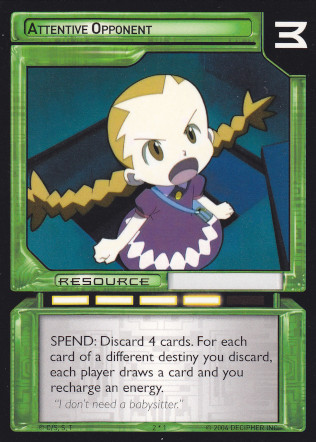 ATTENTIVE OPPONENT
3
RESOURCE
SPEND: Discard 4 cards. For each
card of a different destiny you discard,
each player draws a card and you
recharge an energy.
"I don't need a babysitter."
© 2004 DECIPHER INC.